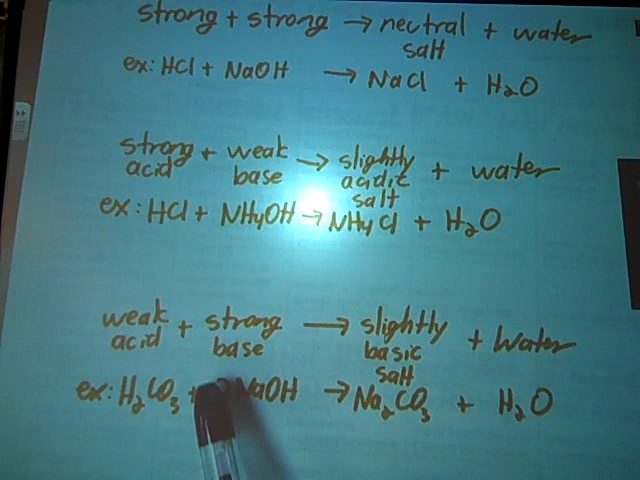 strong + strong → neutral salt + water
ex: HCl + NaOH → NaCl + H₂O
strong acid + weak base → slightly acidic salt + water
ex: HCl + NH4OH → NH4Cl + H₂O
weak acid + strong base → slightly basic salt + water
ex: H₂CO₃ + NaOH → Na₂CO₃ + H₂O